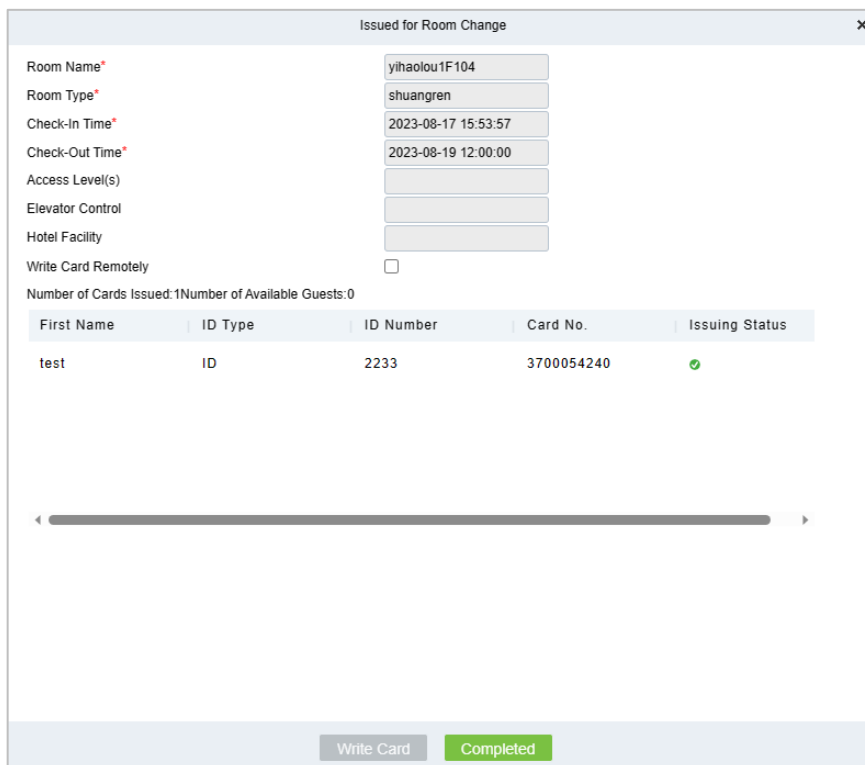 Issued for Room Change ×
Room Name* yihaolou1F104
Room Type* shuangren
Check-In Time* 2023-08-17 15:53:57
Check-Out Time* 2023-08-19 12:00:00
Access Level(s)
Elevator Control
Hotel Facility
Write Card Remotely
Number of Cards Issued:1Number of Available Guests:0
First Name ID Type ID Number Card No. Issuing Status
test ID 2233 3700054240
Write Card Completed